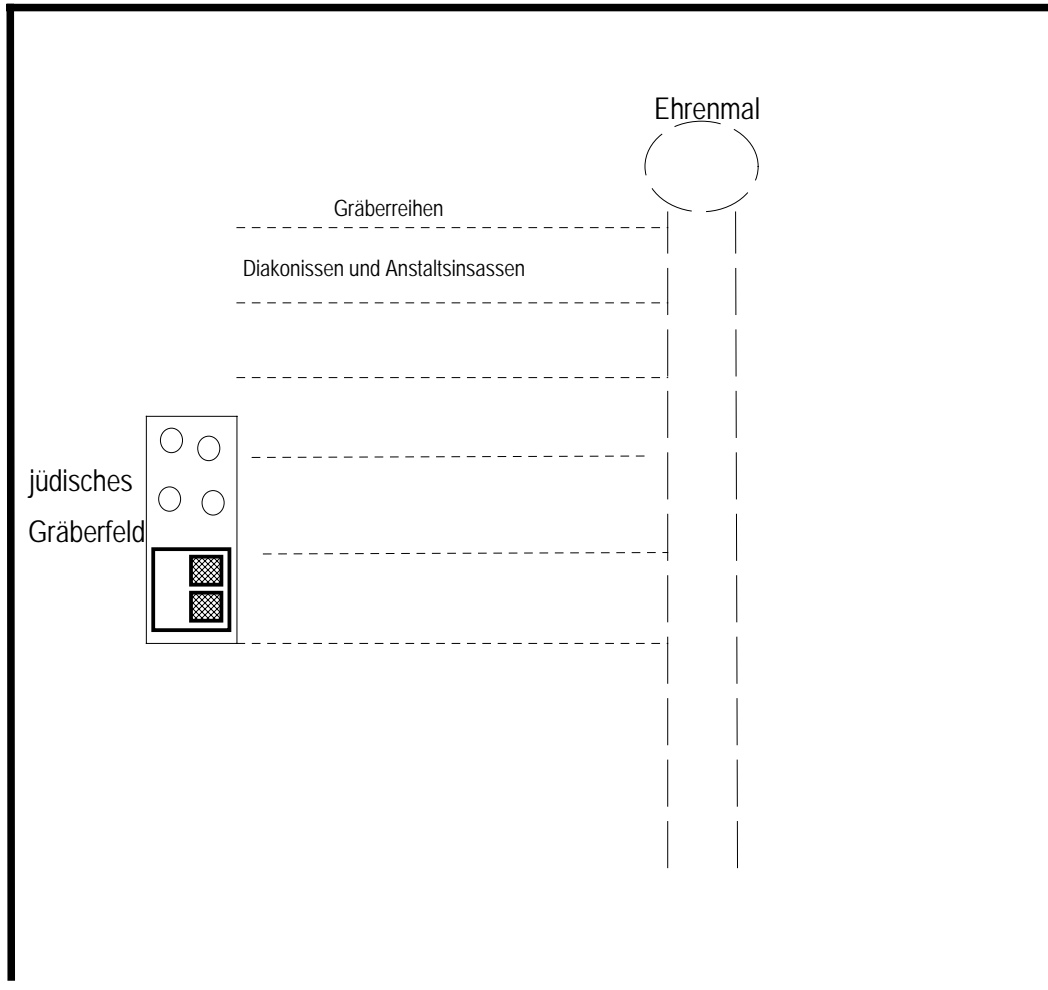 Ehrenmal
Gräberreihen
Diakonissen und Anstaltsinsassen
jüdisches
Gräberfeld